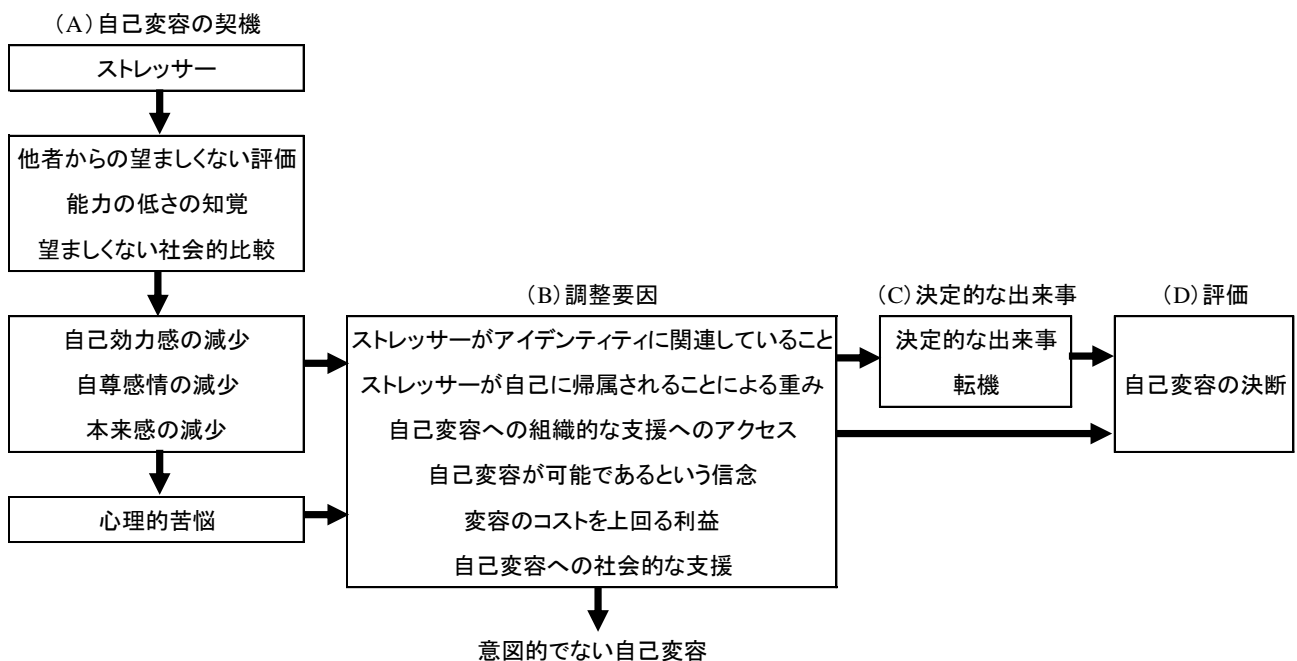 (A)自己変容の契機
ストレッサー
他者からの望ましくない評価
能力の低さの知覚
望ましくない社会的比較
自己効力感の減少
自尊感情の減少
本来感の減少
心理的苦悩
(B)調整要因
ストレッサーがアイデンティティに関連していること
ストレッサーが自己に帰属されることによる重み
自己変容への組織的な支援へのアクセス
自己変容が可能であるという信念
変容のコストを上回る利益
自己変容への社会的な支援
意図的でない自己変容
(C)決定的な出来事
決定的な出来事
転機
(D)評価
自己変容の決断